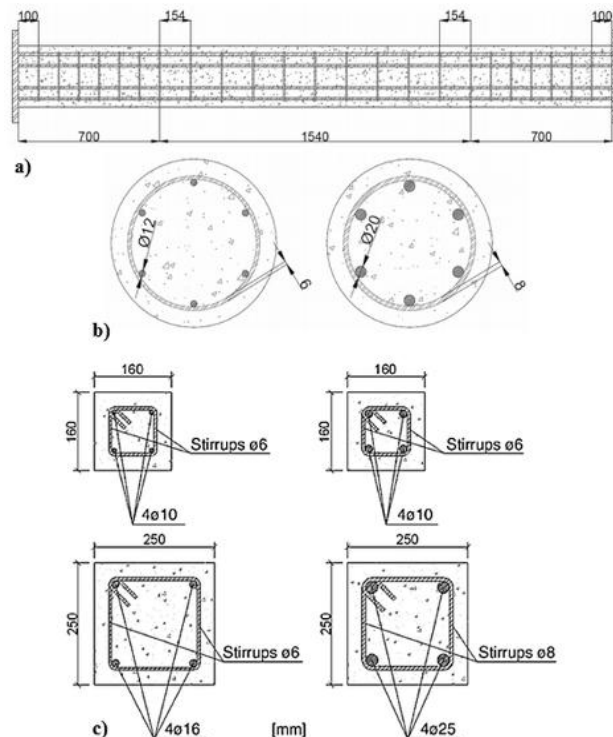 100 154 154 100
700 1540 700
a)
Ø12 6 Ø20 8
b)
160 160
160 160
Stirrups ø6 Stirrups ø6
4ø10 4ø10
250 250
250 250
Stirrups ø6 Stirrups ø8
c) 4ø16 [mm] 4ø25